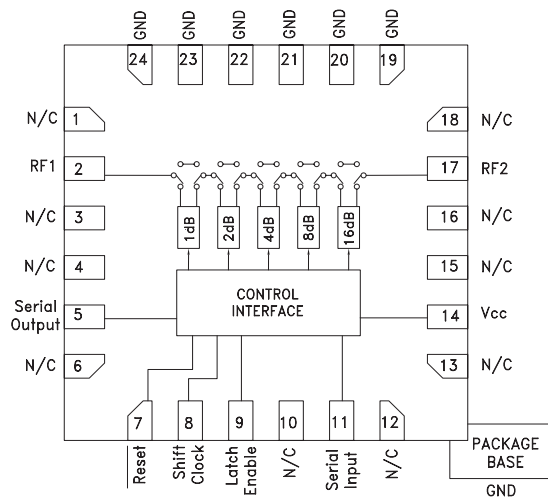 GND GND GND GND GND GND
24 23 22 21 20 19
N/C 1 18 N/C
RF1 2 17 RF2
N/C 3 16 N/C
1dB 2dB 4dB 8dB 16dB
N/C 4 15 N/C
CONTROL
INTERFACE
Serial
Output
5 14 Vcc
N/C 6 13 N/C
7 8 9 10 11 12
Reset
Shift
Clock
Latch
Enable
N/C
Serial
Input
N/C
PACKAGE
BASE
GND